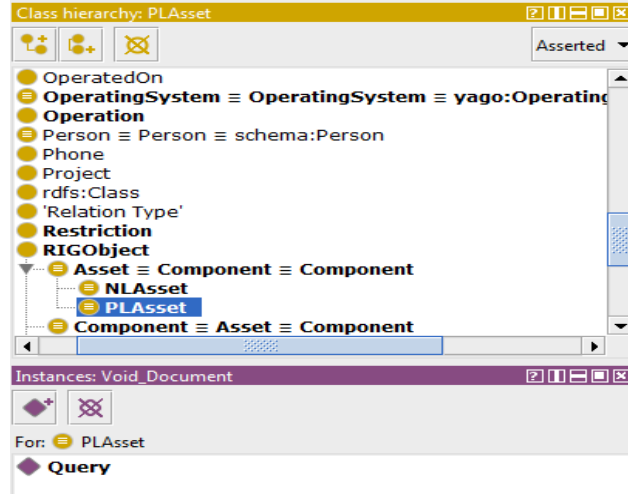 Class hierarchy: PLAsset
Asserted
OperatedOn
OperatingSystem ≡ OperatingSystem ≡ yago:Operating
Operation
Person ≡ Person ≡ schema:Person
Phone
Project
rdfs:Class
'Relation Type'
Restriction
RIGObject
Asset ≡ Component ≡ Component
NLAsset
PLAsset
Component ≡ Asset ≡ Component
Instances: Void_Document
For: PLAsset
Query